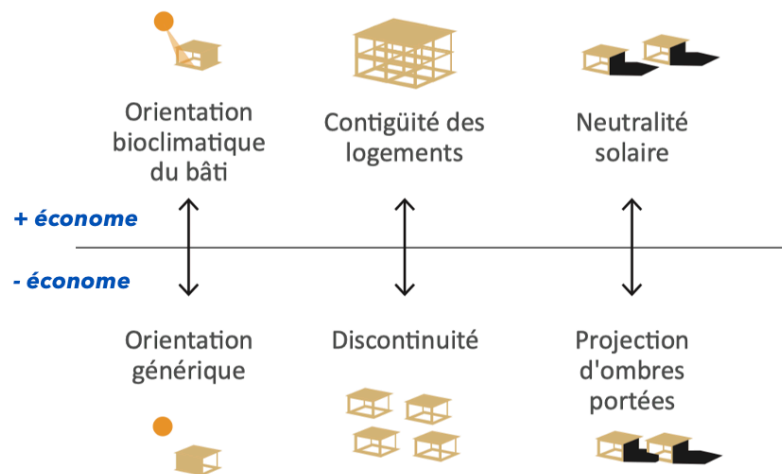 Orientation
bioclimatique
du bâti
Contigüité des
logements
Neutralité
solaire
+ économe
- économe
Orientation
générique
Discontinuité
Projection
d'ombres
portées